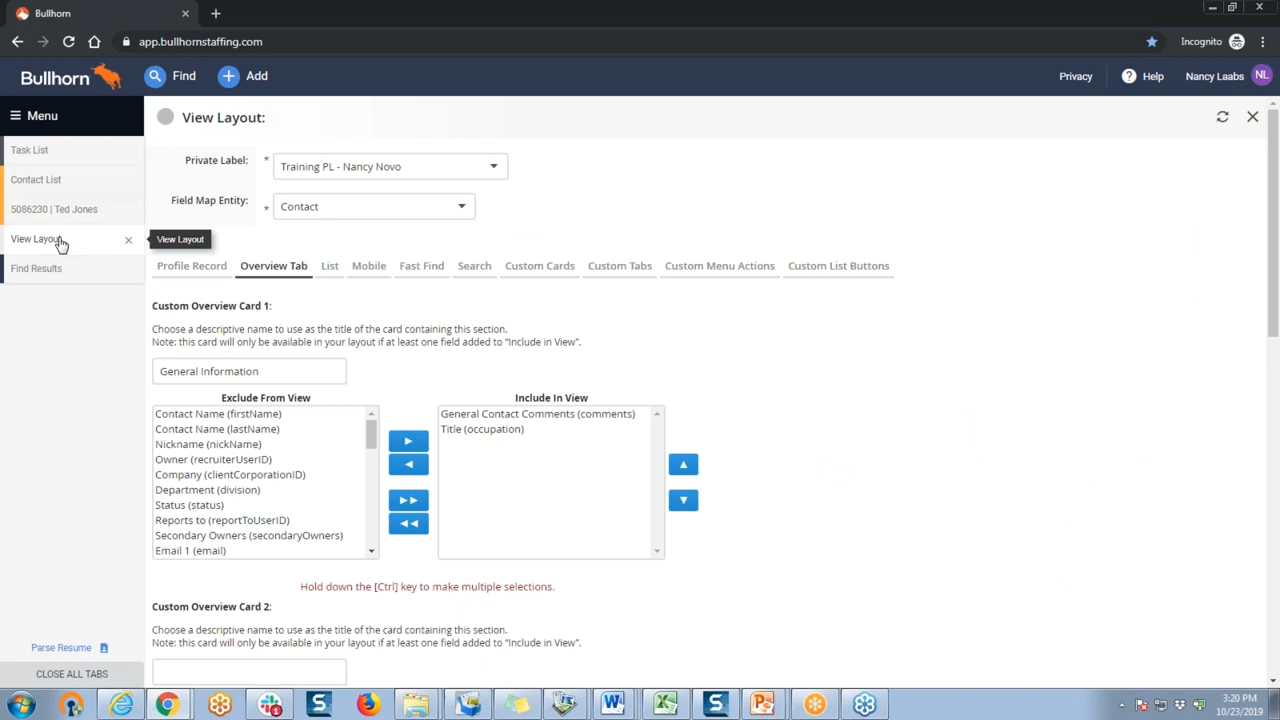 Bullhorn
app.bullhornstaffing.com
Incognito
Bullhorn
Find
Add
Privacy
Help
Nancy Laabs
NL
Menu
Task List
Contact List
5086230 | Ted Jones
View Layout
View Layout
Find Results
Parse Resume
CLOSE ALL TABS
View Layout:
Private Label:
* Training PL - Nancy Novo
Field Map Entity:
* Contact
Profile Record Overview Tab List Mobile Fast Find Search Custom Cards Custom Tabs Custom Menu Actions Custom List Buttons
Custom Overview Card 1:
Choose a descriptive name to use as the title of the card containing this section.
Note: this card will only be available in your layout if at least one field added to "Include in View".
General Information
Exclude From View
Contact Name (firstName)
Contact Name (lastName)
Nickname (nickName)
Owner (recruiterUserID)
Company (clientCorporationID)
Department (division)
Status (status)
Reports to (reportToUserID)
Secondary Owners (secondaryOwners)
Email 1 (email)
Include In View
General Contact Comments (comments)
Title (occupation)
Hold down the [Ctrl] key to make multiple selections.
Custom Overview Card 2:
Choose a descriptive name to use as the title of the card containing this section.
Note: this card will only be available in your layout if at least one field added to "Include in View".
3:20 PM
10/23/2019